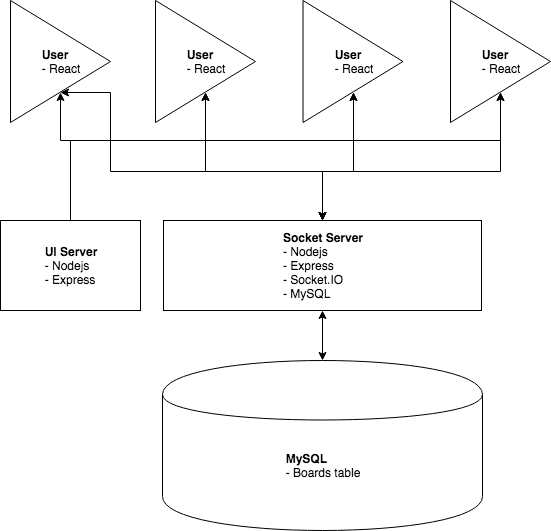 User
- React
User
- React
User
- React
User
- React
UI Server
- Nodejs
- Express
Socket Server
- Nodejs
- Express
- Socket.IO
- MySQL
MySQL
- Boards table